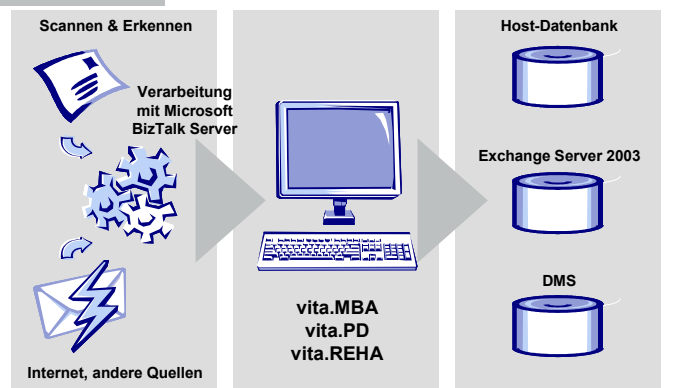 Scannen & Erkennen
Verarbeitung
mit Microsoft
BizTalk Server
Internet, andere Quellen
vita.MBA
vita.PD
vita.REHA
Host-Datenbank
Exchange Server 2003
DMS